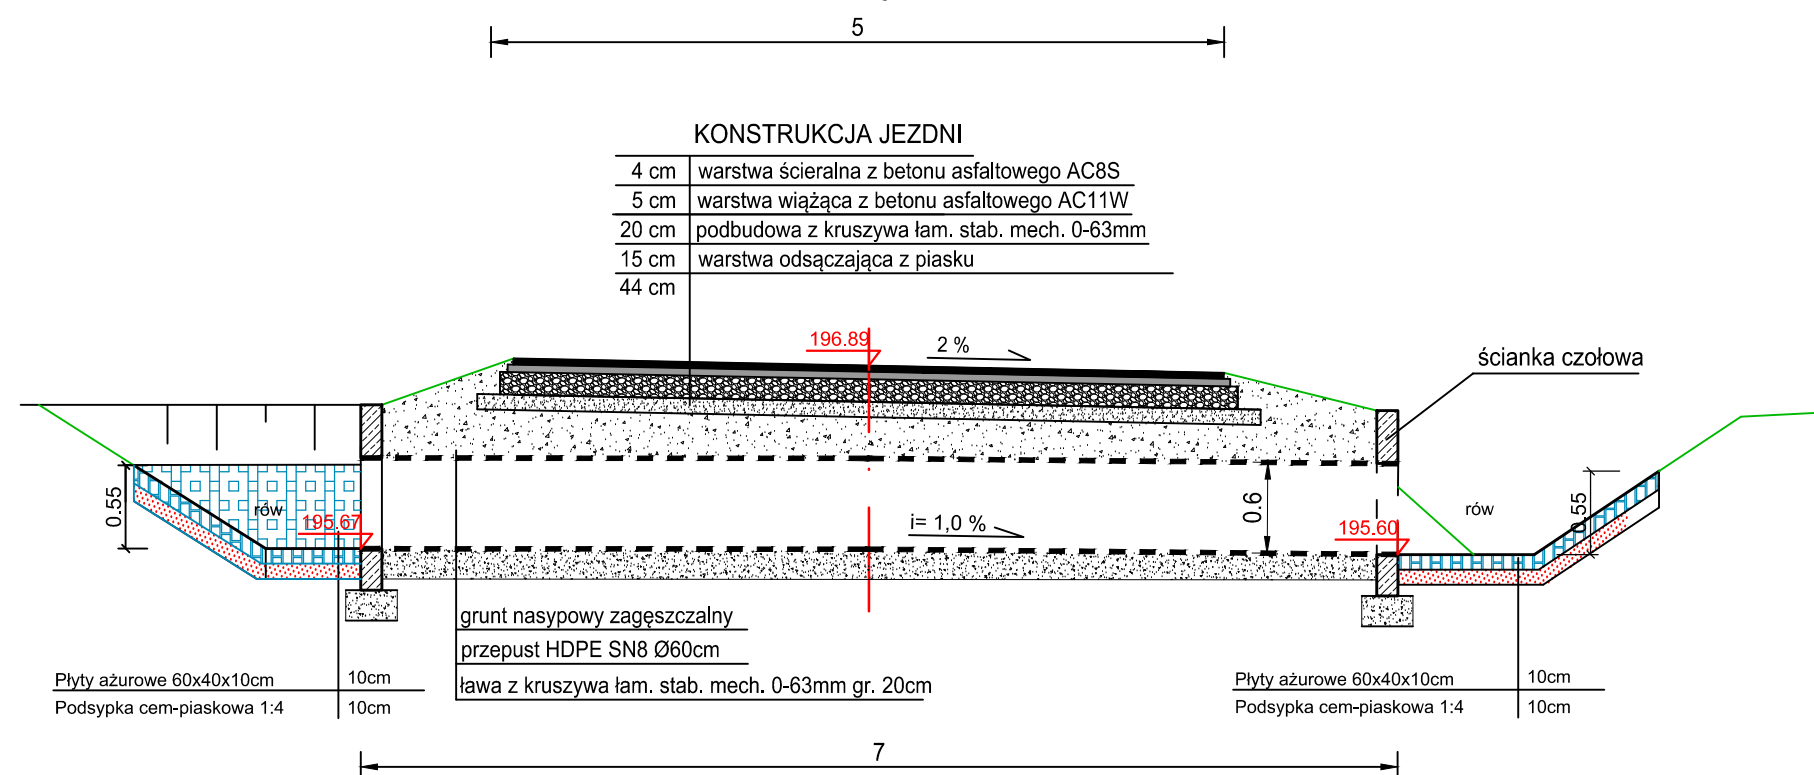 5
KONSTRUKCJA JEZDNI
4 cm warstwa ścieralna z betonu asfaltowego AC8S
5 cm warstwa wiążąca z betonu asfaltowego AC11W
20 cm podbudowa z kruszywa łam. stab. mech. 0-63mm
15 cm warstwa odsączająca z piasku
44 cm
196.89
2 %
ścianka czołowa
0.55
rów
195.67
i= 1,0 %
0.6
195.60
rów
0.55
grunt nasypowy zagęszczalny
przepust HDPE SN8 Ø60cm
ława z kruszywa łam. stab. mech. 0-63mm gr. 20cm
Płyty ażurowe 60x40x10cm 10cm
Podsypka cem-piaskowa 1:4 10cm
Płyty ażurowe 60x40x10cm 10cm
Podsypka cem-piaskowa 1:4 10cm
7